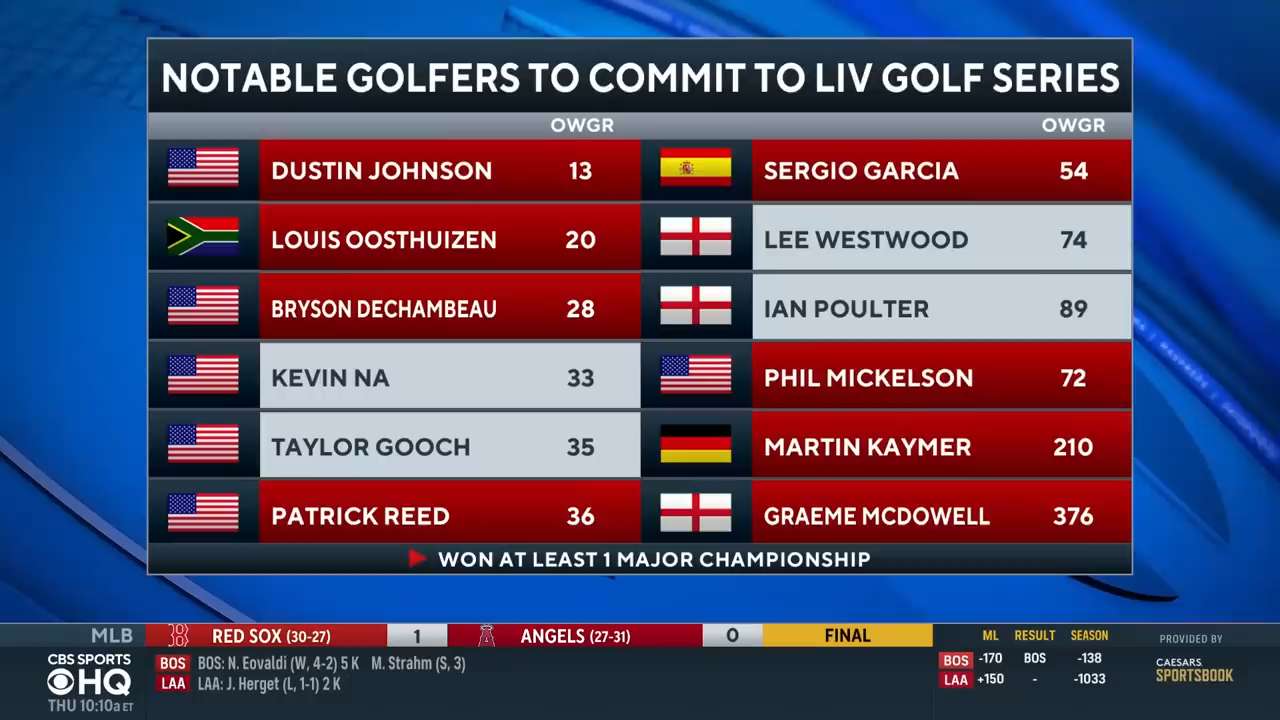 NOTABLE GOLFERS TO COMMIT TO LIV GOLF SERIES
OWGR OWGR
DUSTIN JOHNSON 13 SERGIO GARCIA 54
LOUIS OOSTHUIZEN 20 LEE WESTWOOD 74
BRYSON DECHAMBEAU 28 IAN POULTER 89
KEVIN NA 33 PHIL MICKELSON 72
TAYLOR GOOCH 35 MARTIN KAYMER 210
PATRICK REED 36 GRAEME MCDOWELL 376
WON AT LEAST 1 MAJOR CHAMPIONSHIP
MLB RED SOX (30-27) 1 ANGELS (27-31) 0 FINAL ML RESULT SEASON PROVIDED BY
CBS SPORTS HQ
THU 10:10a ET
BOS BOS: N. Eovaldi (W, 4-2) 5 K M. Strahm (S, 3)
LAA LAA: J. Herget (L, 1-1) 2 K
BOS -170 BOS -138
LAA +150 - -1033
CAESARS
SPORTSBOOK